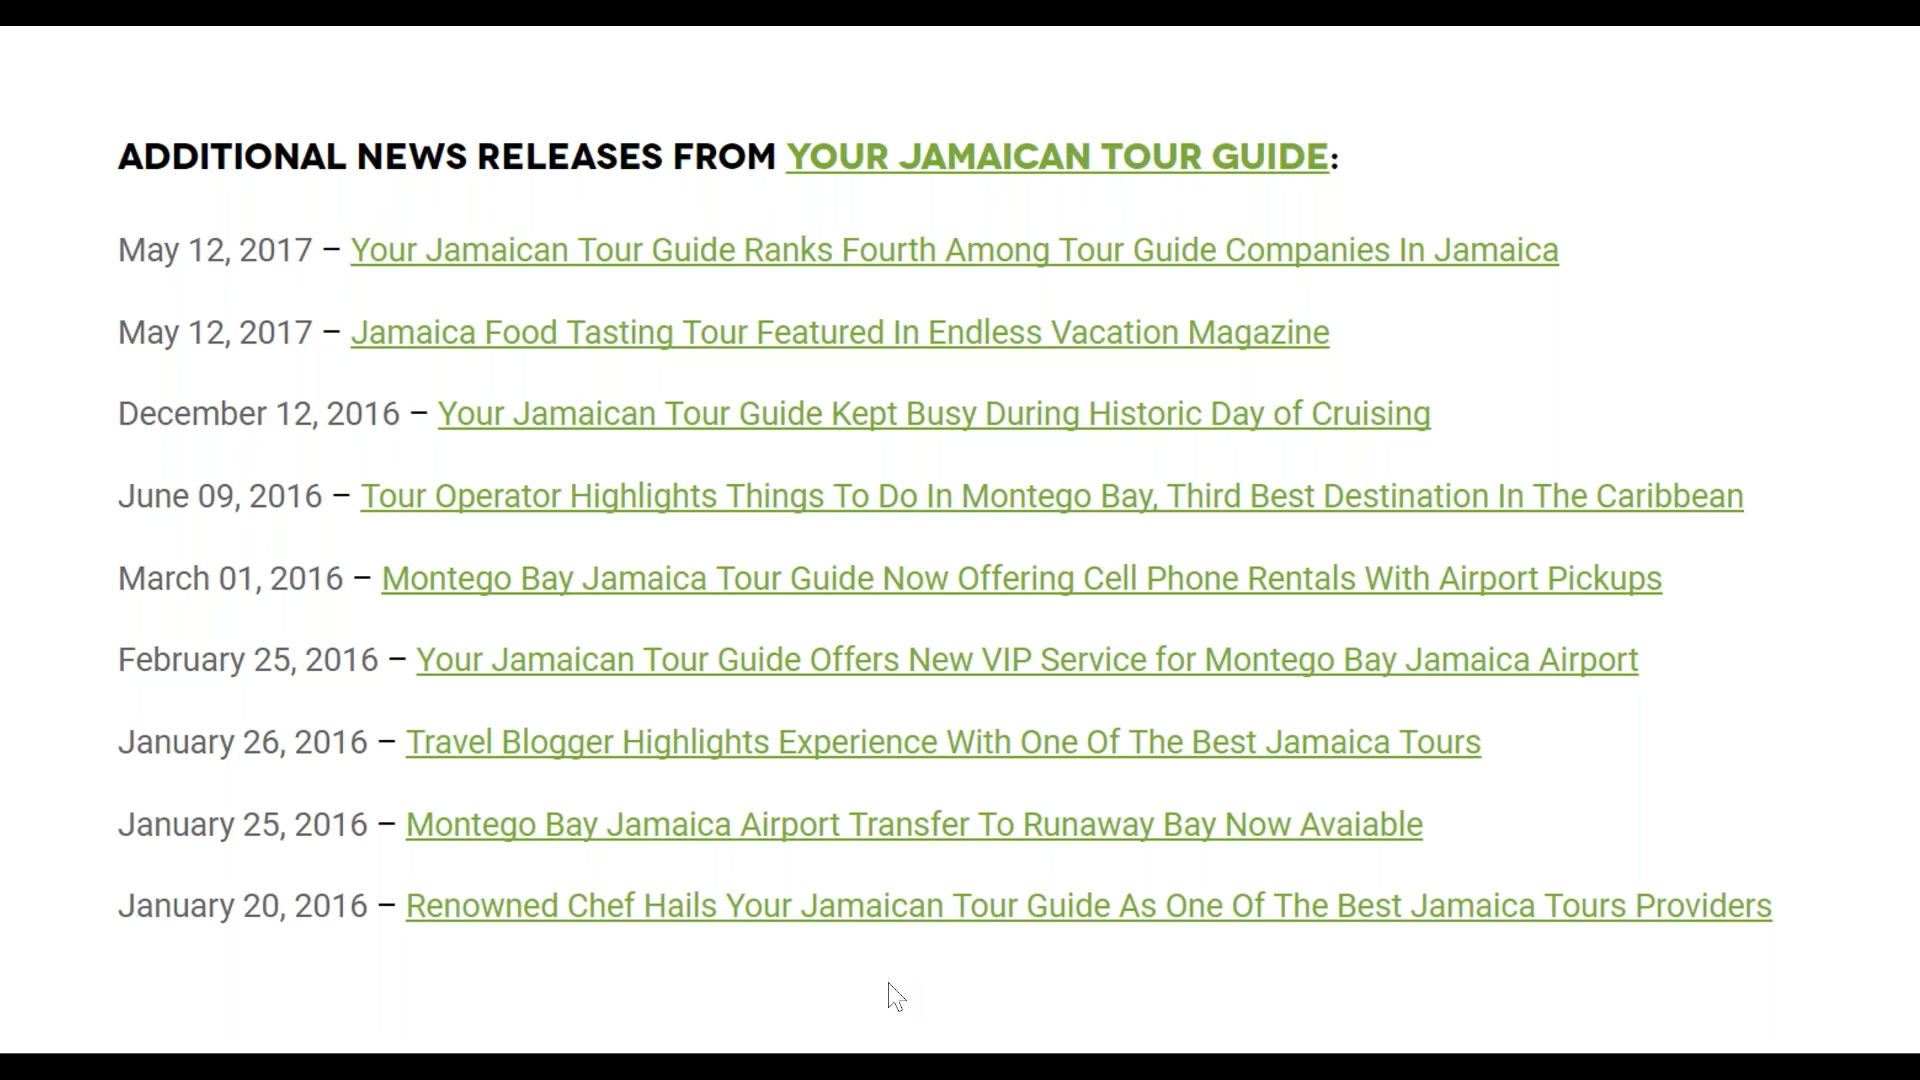 ADDITIONAL NEWS RELEASES FROM YOUR JAMAICAN TOUR GUIDE:
May 12, 2017 – Your Jamaican Tour Guide Ranks Fourth Among Tour Guide Companies In Jamaica
May 12, 2017 – Jamaica Food Tasting Tour Featured In Endless Vacation Magazine
December 12, 2016 – Your Jamaican Tour Guide Kept Busy During Historic Day of Cruising
June 09, 2016 – Tour Operator Highlights Things To Do In Montego Bay, Third Best Destination In The Caribbean
March 01, 2016 – Montego Bay Jamaica Tour Guide Now Offering Cell Phone Rentals With Airport Pickups
February 25, 2016 – Your Jamaican Tour Guide Offers New VIP Service for Montego Bay Jamaica Airport
January 26, 2016 – Travel Blogger Highlights Experience With One Of The Best Jamaica Tours
January 25, 2016 – Montego Bay Jamaica Airport Transfer To Runaway Bay Now Avaiable
January 20, 2016 – Renowned Chef Hails Your Jamaican Tour Guide As One Of The Best Jamaica Tours Providers